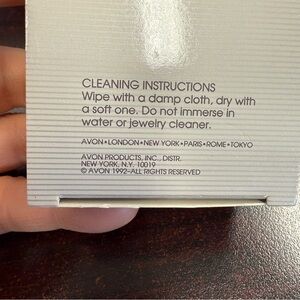 CLEANING INSTRUCTIONS
Wipe with a damp cloth, dry with
a soft one. Do not immerse in
water or jewelry cleaner.
AVON•LONDON•NEW YORK•PARIS•ROME•TOKYO
AVON PRODUCTS, INC., DISTR.
NEW YORK, N.Y. 10019
© AVON 1992–ALL RIGHTS RESERVED